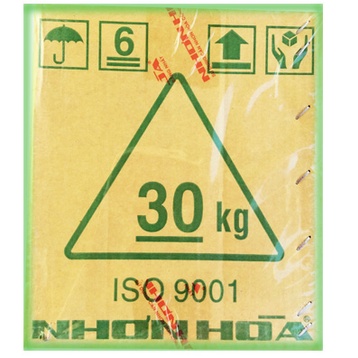 6
30 kg
ISO 9001
NHƠN HÒA